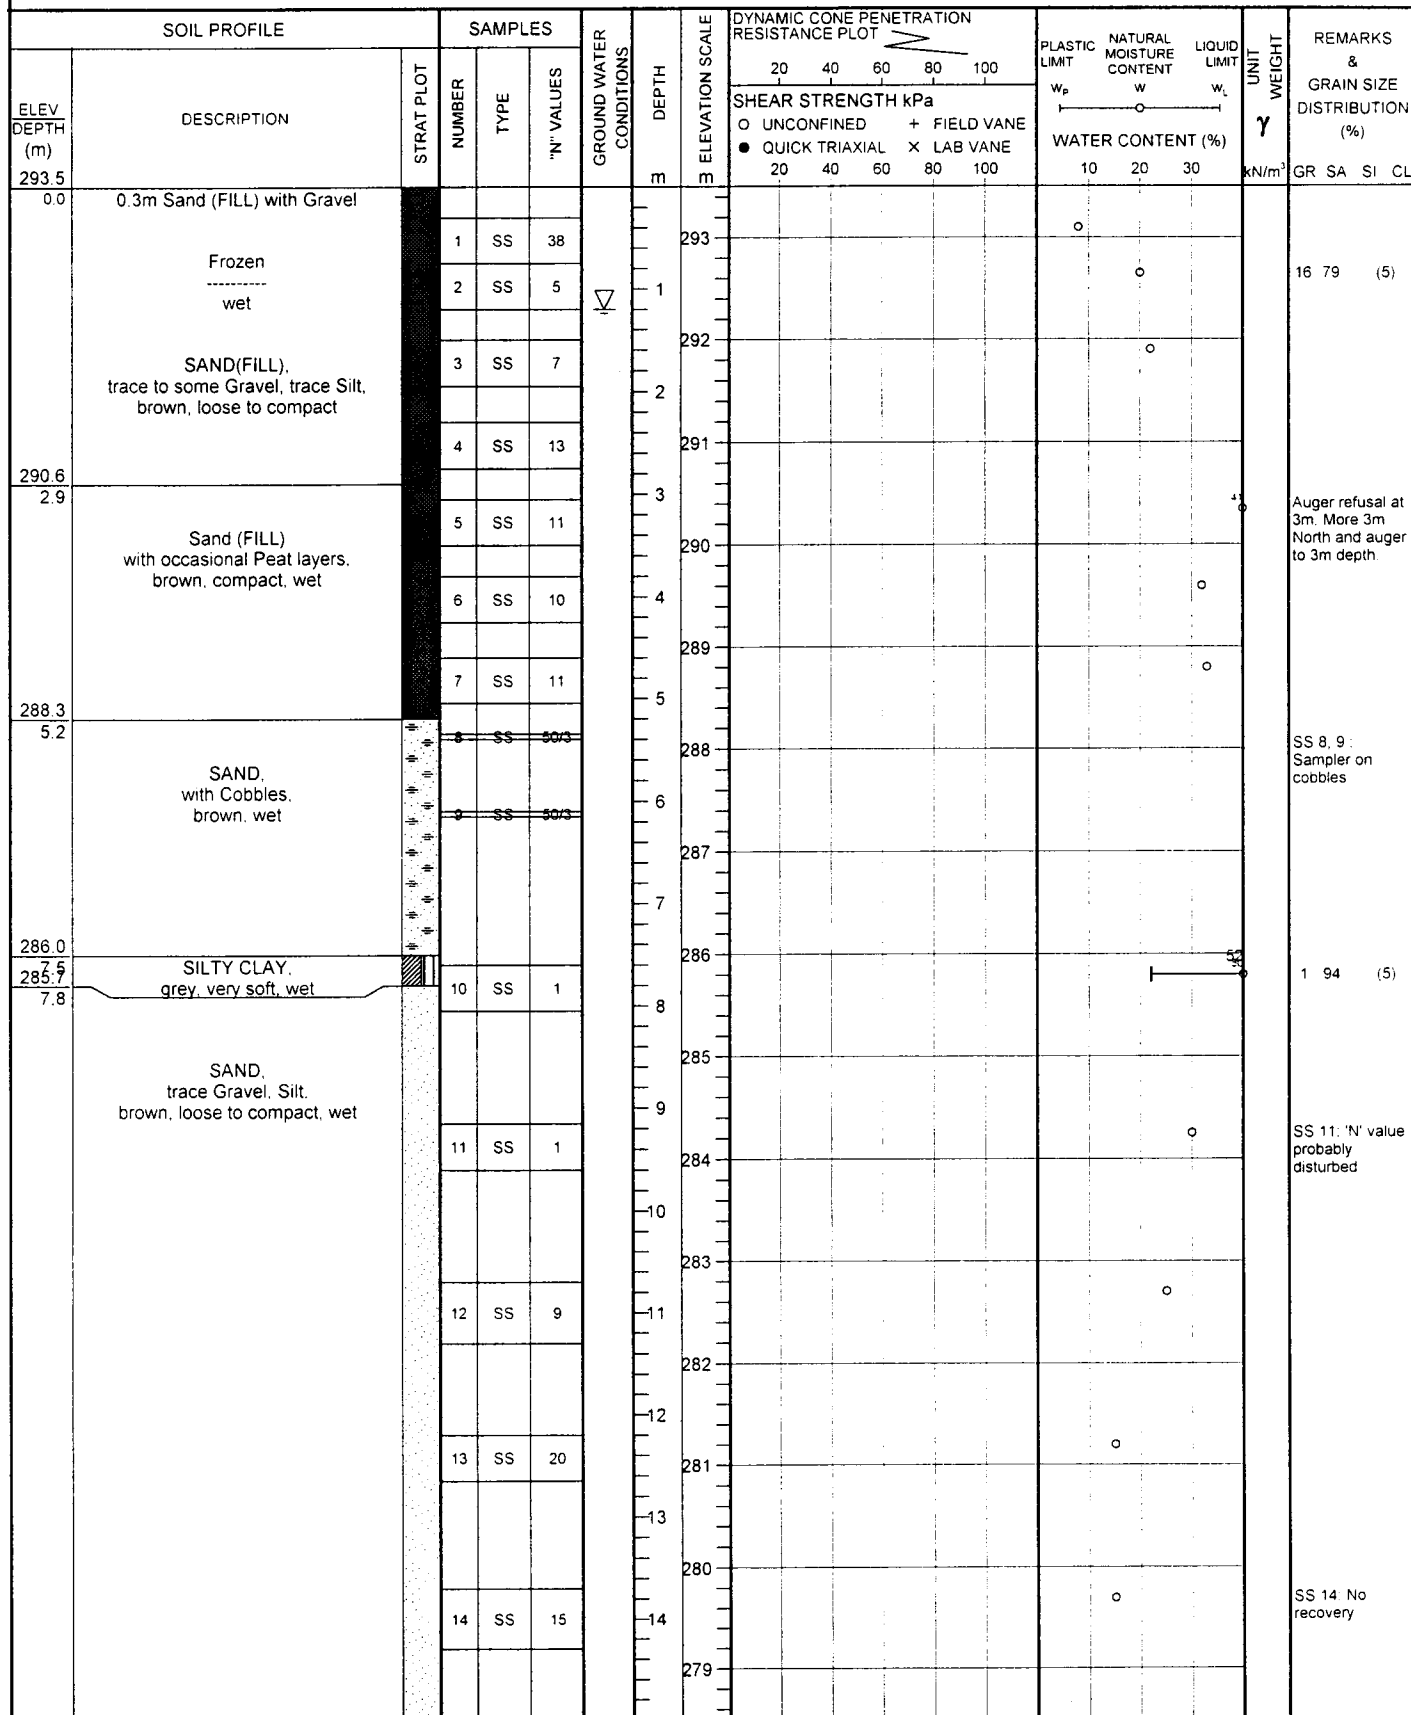 SOIL PROFILE
SAMPLES
GROUND WATER CONDITIONS
DEPTH
m
ELEVATION SCALE
m
DYNAMIC CONE PENETRATION
RESISTANCE PLOT
20 40 60 80 100
SHEAR STRENGTH kPa
O UNCONFINED + FIELD VANE
● QUICK TRIAXIAL × LAB VANE
20 40 60 80 100
PLASTIC LIMIT
NATURAL MOISTURE CONTENT
LIQUID LIMIT
WP W WL
WATER CONTENT (%)
10 20 30
UNIT WEIGHT
γ
kN/m³
REMARKS
&
GRAIN SIZE
DISTRIBUTION
(%)
GR SA SI CL
ELEV
DEPTH
(m)
DESCRIPTION
STRAT PLOT
NUMBER
TYPE
"N" VALUES
293.5
0.0
0.3m Sand (FILL) with Gravel
Frozen
----------
wet
SAND(FILL),
trace to some Gravel, trace Silt,
brown, loose to compact
290.6
2.9
Sand (FILL)
with occasional Peat layers,
brown, compact, wet
288.3
5.2
SAND,
with Cobbles,
brown, wet
286.0
7.5
285.7
7.8
SILTY CLAY,
grey, very soft, wet
SAND,
trace Gravel, Silt,
brown, loose to compact, wet
1 SS 38
2 SS 5
3 SS 7
4 SS 13
5 SS 11
6 SS 10
7 SS 11
8 SS 50/3
9 SS 50/3
10 SS 1
11 SS 1
12 SS 9
13 SS 20
14 SS 15
1
2
3
4
5
6
7
8
9
10
11
12
13
14
293
292
291
290
289
288
287
286
285
284
283
282
281
280
279
52
16 79 (5)
Auger refusal at
3m. More 3m
North and auger
to 3m depth.
SS 8, 9 :
Sampler on
cobbles
1 94 (5)
SS 11: 'N' value
probably
disturbed
SS 14: No
recovery